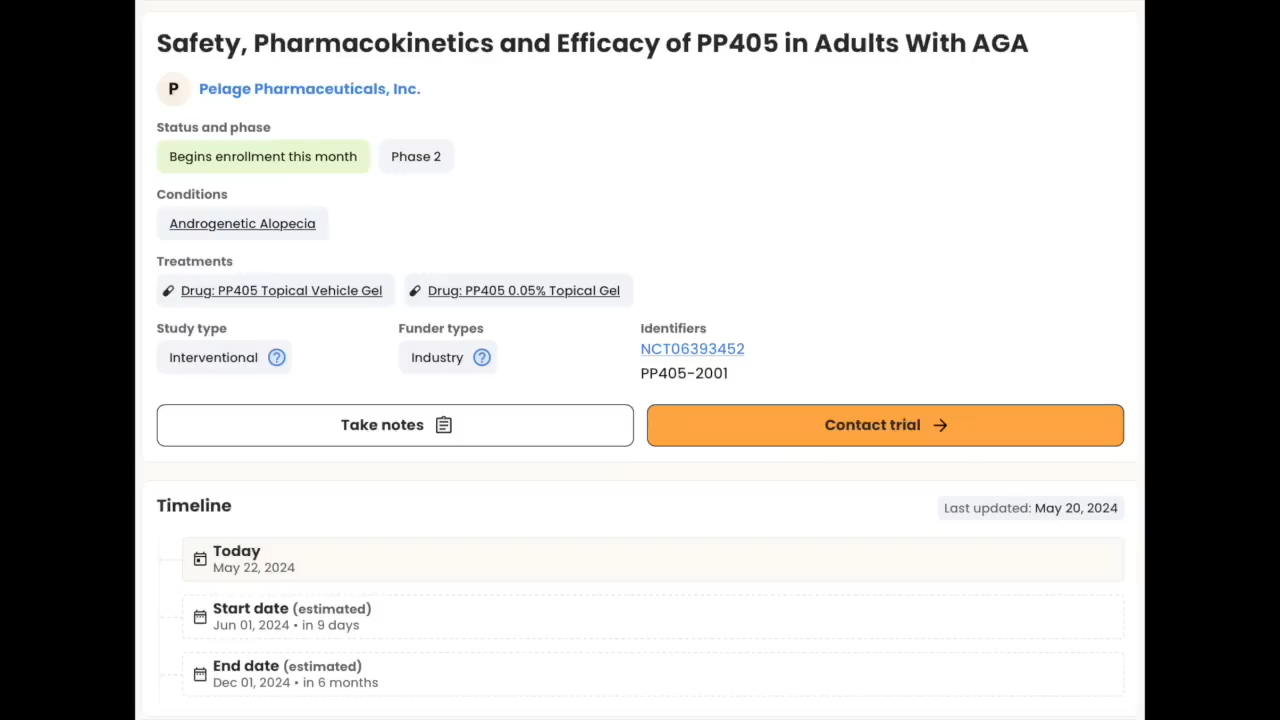 Safety, Pharmacokinetics and Efficacy of PP405 in Adults With AGA
P Pelage Pharmaceuticals, Inc.
Status and phase
Begins enrollment this month Phase 2
Conditions
Androgenetic Alopecia
Treatments
Drug: PP405 Topical Vehicle Gel Drug: PP405 0.05% Topical Gel
Study type Funder types Identifiers
Interventional ? Industry ? NCT06393452
PP405-2001
Take notes Contact trial →
Timeline Last updated: May 20, 2024
Today
May 22, 2024
Start date (estimated)
Jun 01, 2024 • in 9 days
End date (estimated)
Dec 01, 2024 • in 6 months